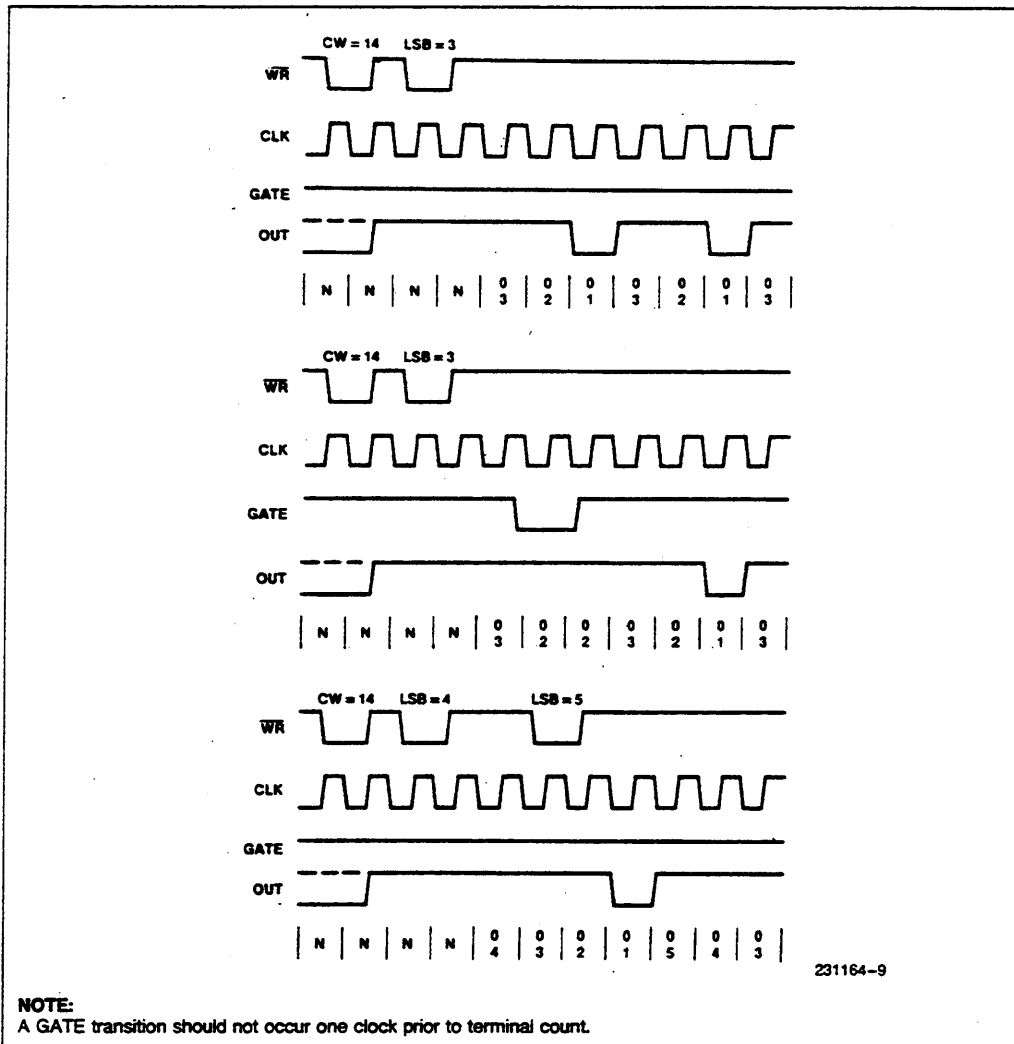 CW = 14 LSB = 3
WR
CLK
GATE
OUT
N N N N 0 3 0 2 0 1 0 3 0 2 0 1 0 3
CW = 14 LSB = 3
WR
CLK
GATE
OUT
N N N N 0 3 0 2 0 2 0 3 0 2 0 1 0 3
CW = 14 LSB = 4 LSB = 5
WR
CLK
GATE
OUT
N N N N 0 4 0 3 0 2 0 1 0 5 0 4 0 3
231164-9
NOTE:
A GATE transition should not occur one clock prior to terminal count.